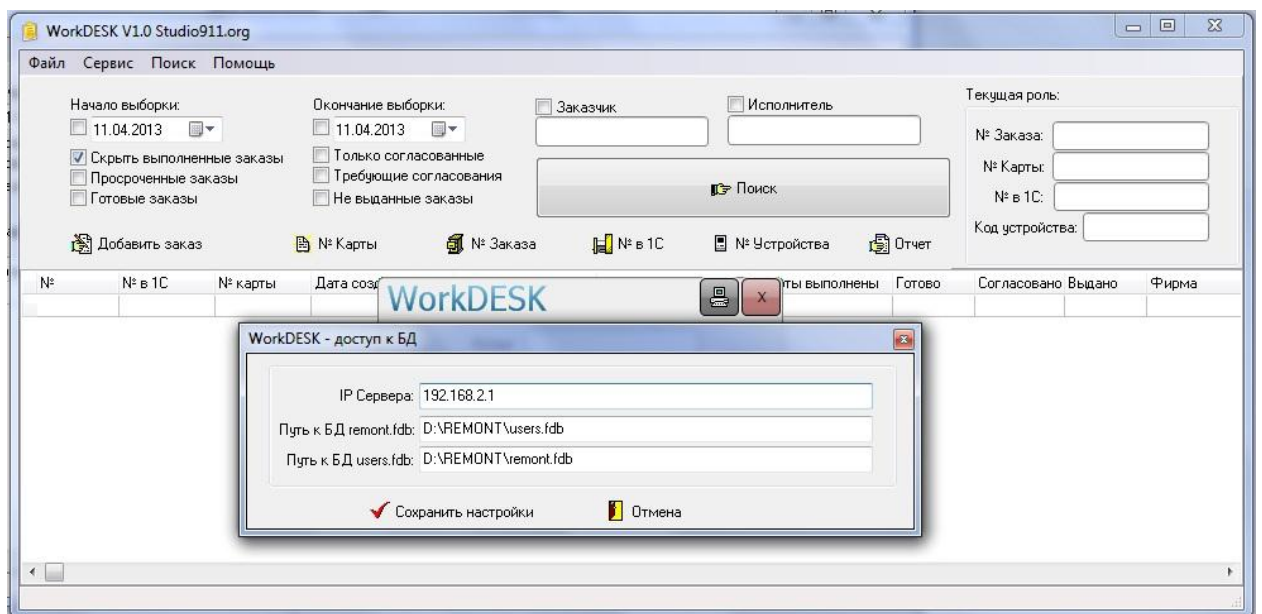 WorkDESK V1.0 Studio911.org
Файл Сервис Поиск Помощь
Начало выборки: Окончание выборки: Заказчик Исполнитель Текущая роль:
11.04.2013 11.04.2013
№ Заказа:
Скрыть выполненные заказы Только согласованные
Просроченные заказы Требующие согласования Поиск № Карты:
Готовые заказы Не выданные заказы № в 1С:
Код устройства:
Добавить заказ № Карты № Заказа № в 1С № Устройства Отчет
№ № в 1С № карты Дата созд ты выполнены Готово Согласовано Выдано Фирма
WorkDESK x
WorkDESK - доступ к БД
IP Сервера: 192.168.2.1
Путь к БД remont.fdb: D:\REMONT\users.fdb
Путь к БД users.fdb: D:\REMONT\remont.fdb
Сохранить настройки Отмена